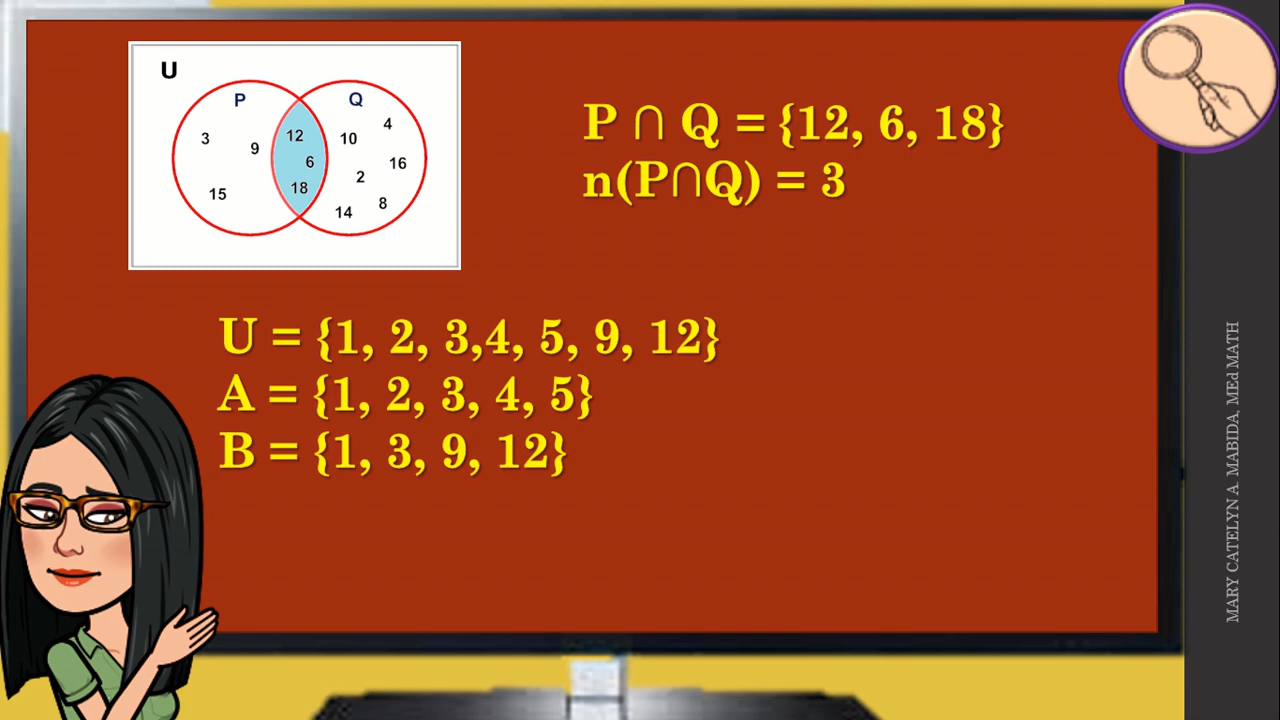 U
P Q
3 9 12 10 4
6 16
15 18 2
14 8
P ∩ Q = {12, 6, 18}
n(P∩Q) = 3
U = {1, 2, 3,4, 5, 9, 12}
A = {1, 2, 3, 4, 5}
B = {1, 3, 9, 12}
MARY CATELYN A. MABIDA, MEd MATH